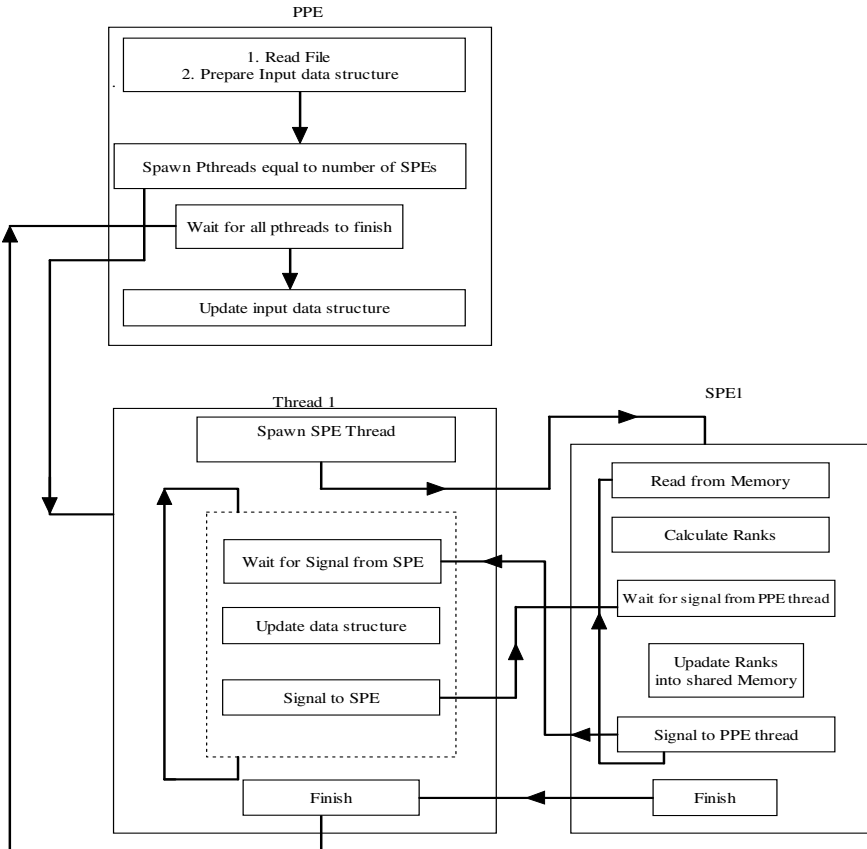 PPE
1. Read File
2. Prepare Input data structure
.
Spawn Pthreads equal to number of SPEs
Wait for all pthreads to finish
Update input data structure
Thread 1
Spawn SPE Thread
Wait for Signal from SPE
Update data structure
Signal to SPE
Finish
SPE1
Read from Memory
Calculate Ranks
Wait for signal from PPE thread
Upadate Ranks
into shared Memory
Signal to PPE thread
Finish